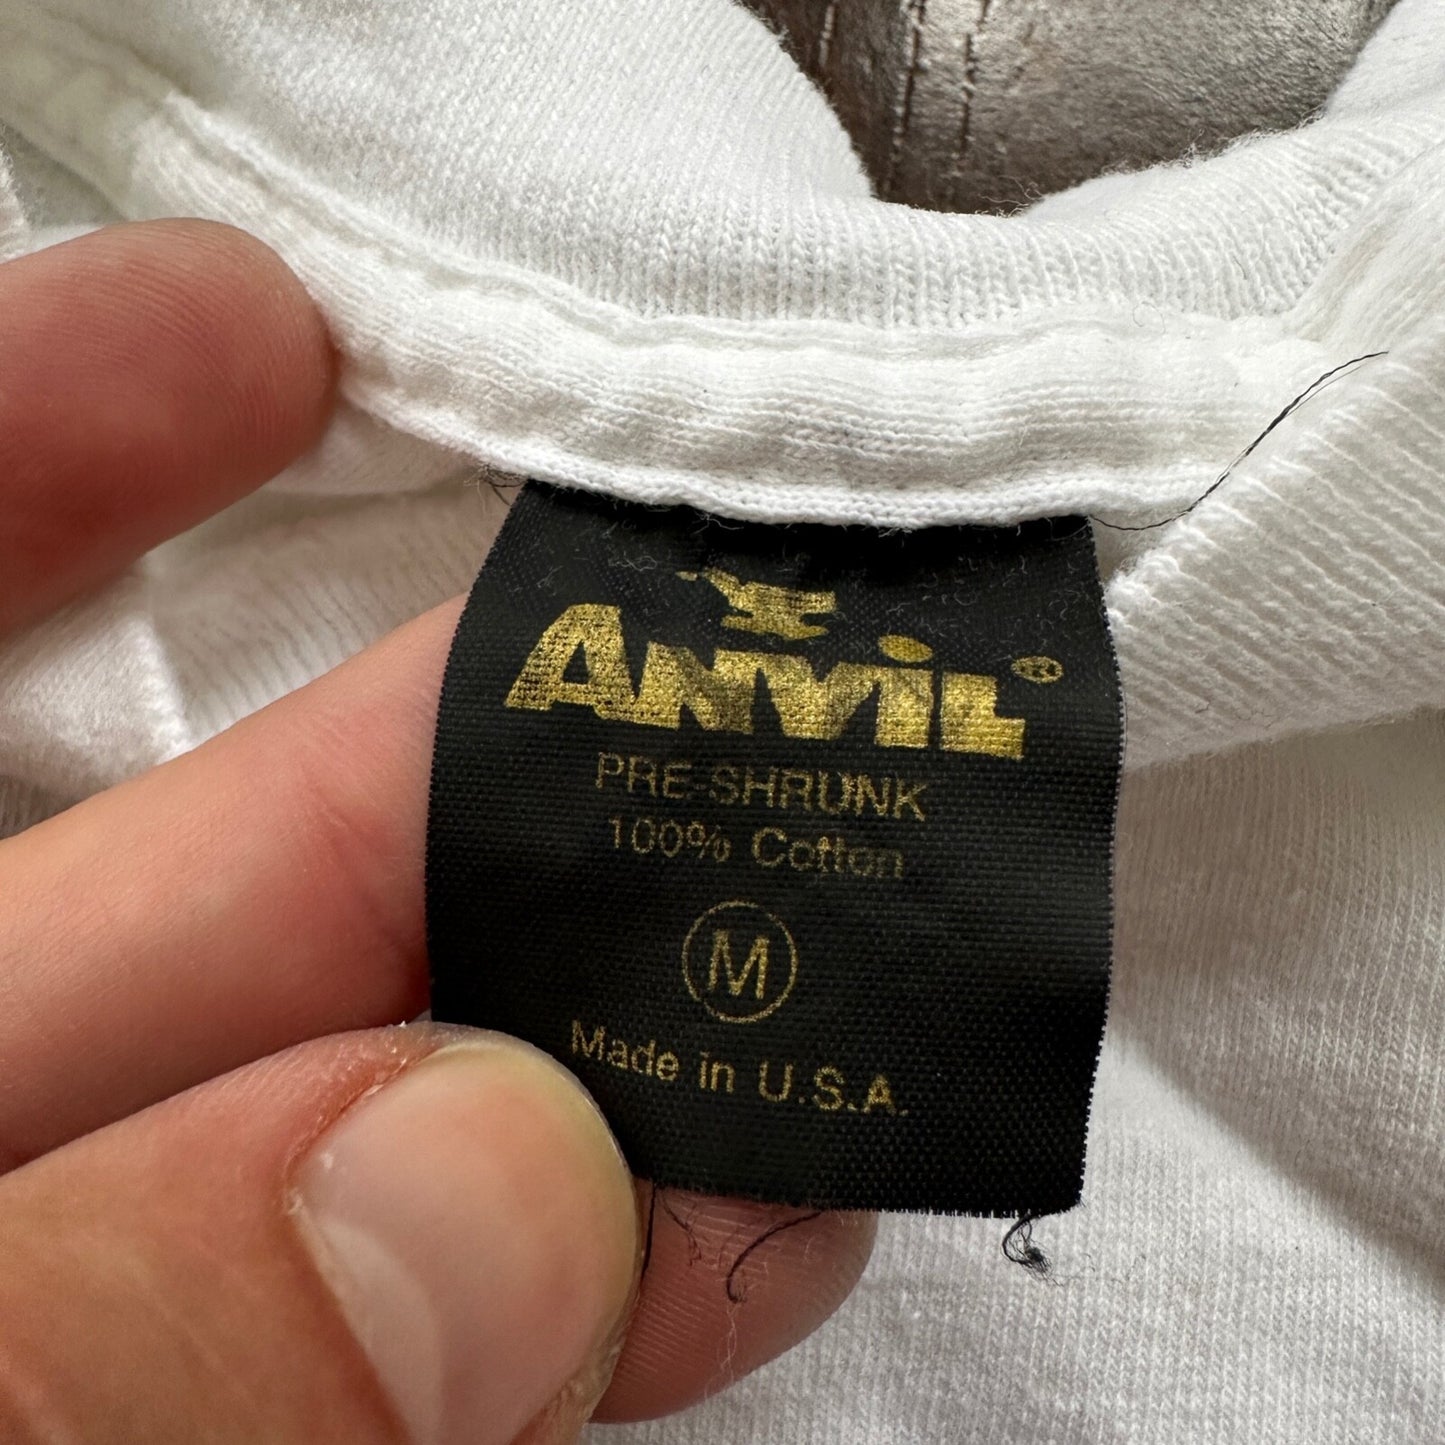 ANViL®
PRE-SHRUNK
100% Cotton
M
Made in U.S.A.